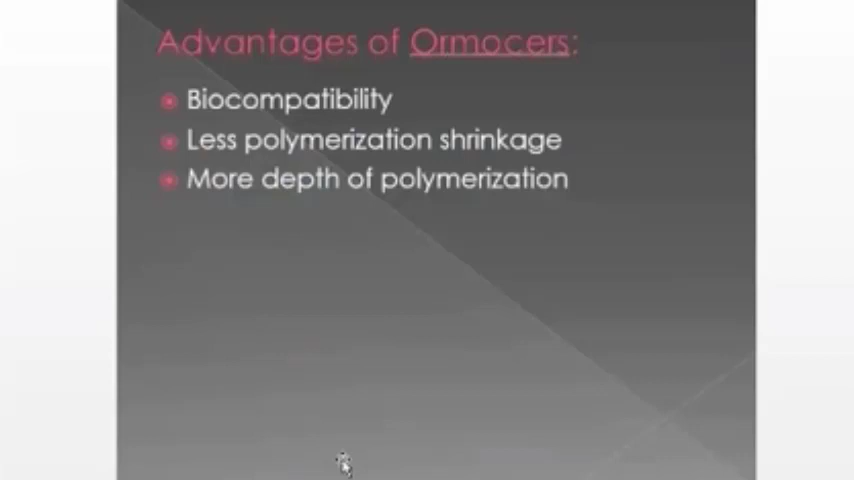 Advantages of Ormocers:
Biocompatibility
Less polymerization shrinkage
More depth of polymerization